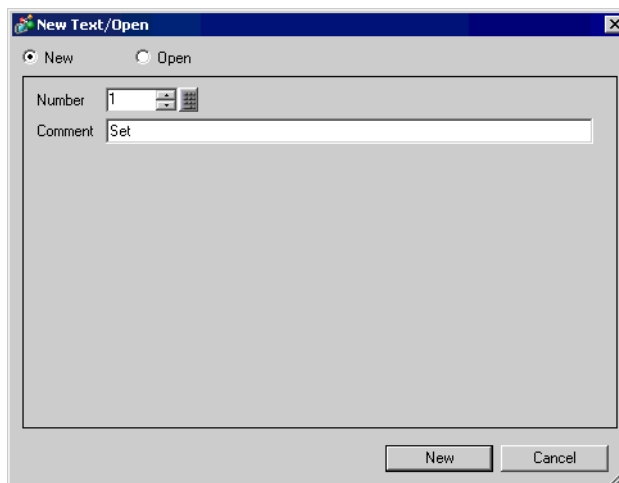 New Text/Open
New Open
Number 1
Comment Set
New Cancel